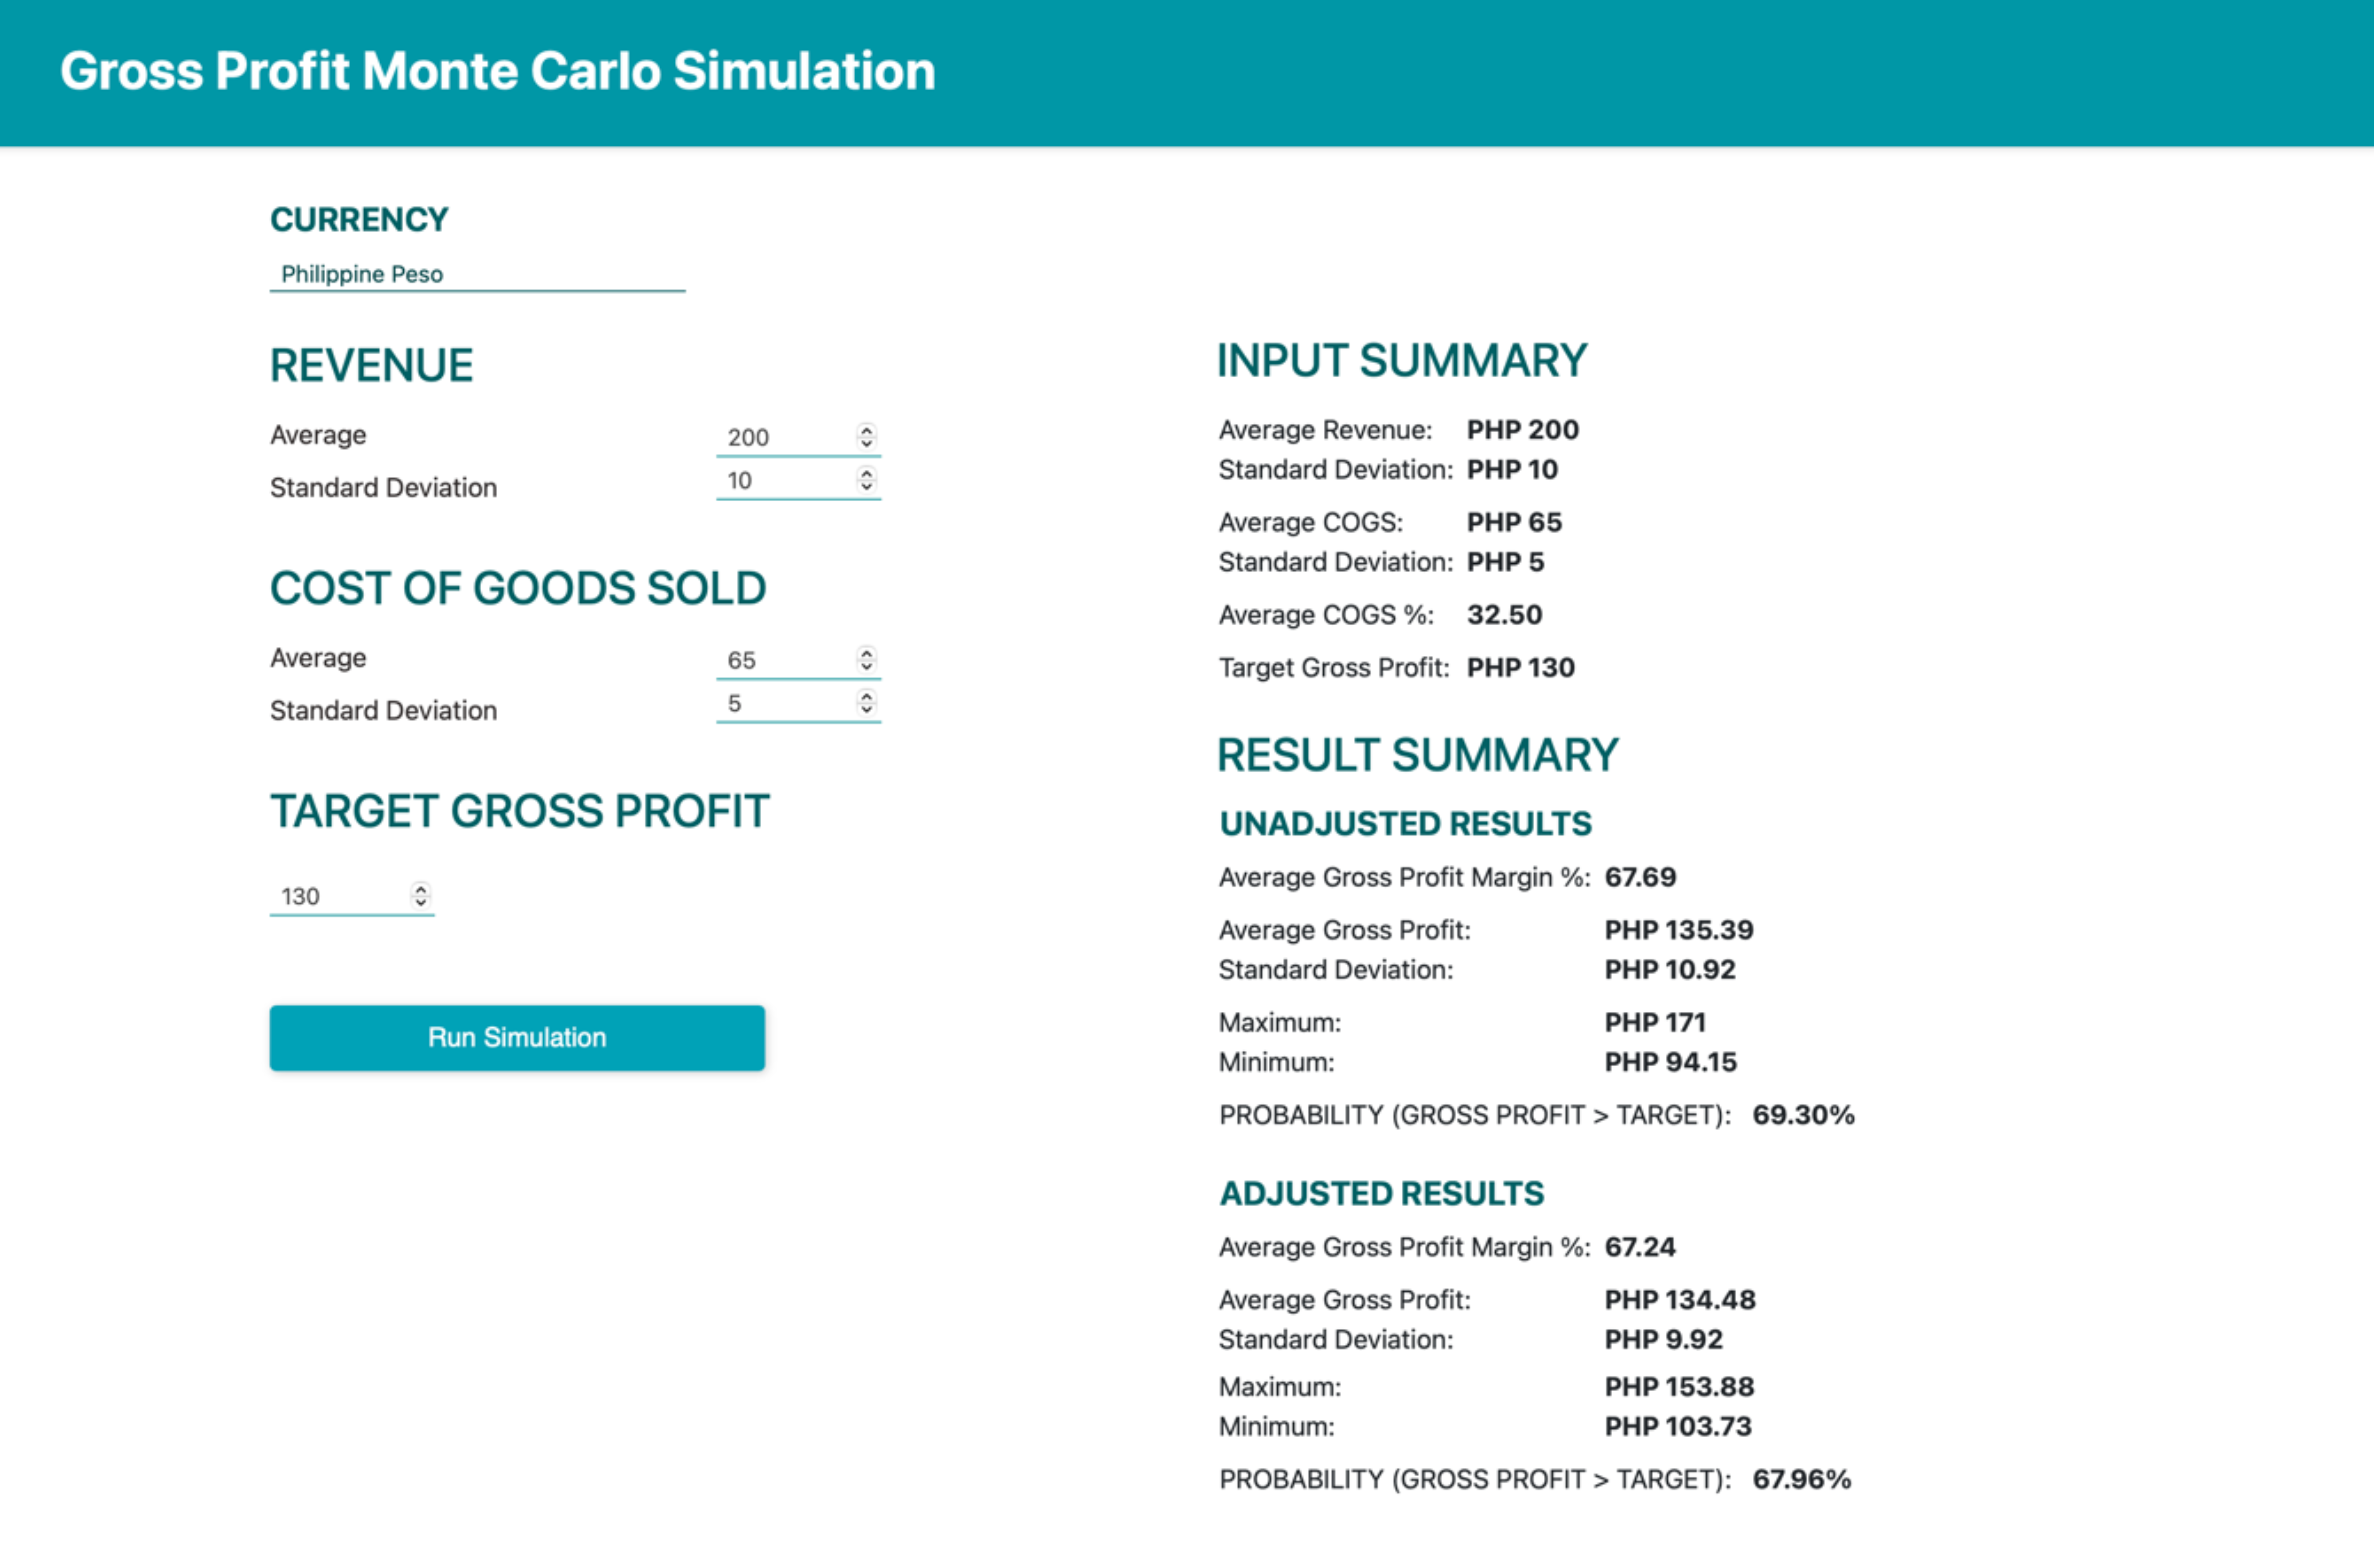 Gross Profit Monte Carlo Simulation
CURRENCY
Philippine Peso
REVENUE
Average 200
Standard Deviation 10
COST OF GOODS SOLD
Average 65
Standard Deviation 5
TARGET GROSS PROFIT
130
Run Simulation
INPUT SUMMARY
Average Revenue: PHP 200
Standard Deviation: PHP 10
Average COGS: PHP 65
Standard Deviation: PHP 5
Average COGS %: 32.50
Target Gross Profit: PHP 130
RESULT SUMMARY
UNADJUSTED RESULTS
Average Gross Profit Margin %: 67.69
Average Gross Profit: PHP 135.39
Standard Deviation: PHP 10.92
Maximum: PHP 171
Minimum: PHP 94.15
PROBABILITY (GROSS PROFIT > TARGET): 69.30%
ADJUSTED RESULTS
Average Gross Profit Margin %: 67.24
Average Gross Profit: PHP 134.48
Standard Deviation: PHP 9.92
Maximum: PHP 153.88
Minimum: PHP 103.73
PROBABILITY (GROSS PROFIT > TARGET): 67.96%